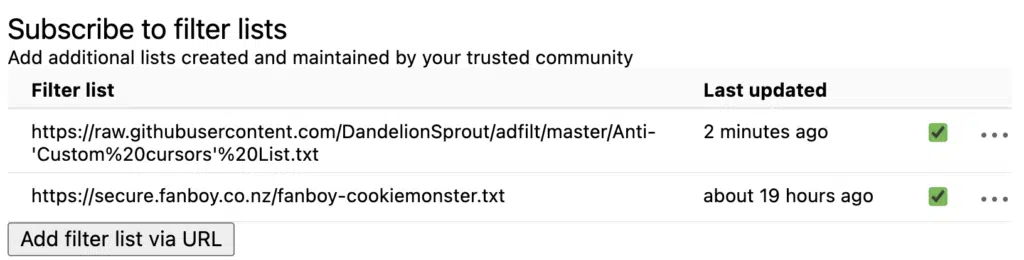 Subscribe to filter lists
Add additional lists created and maintained by your trusted community
Filter list Last updated
https://raw.githubusercontent.com/DandelionSprout/adfilt/master/Anti- 2 minutes ago
'Custom%20cursors'%20List.txt
https://secure.fanboy.co.nz/fanboy-cookiemonster.txt about 19 hours ago
Add filter list via URL